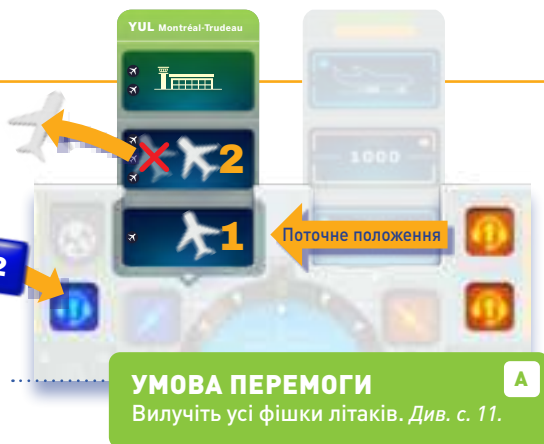 YUL Montréal-Trudeau
2
1000
1
Поточне положення
2
УМОВА ПЕРЕМОГИ
A
Вилучіть усі фішки літаків. Див. с. 11.